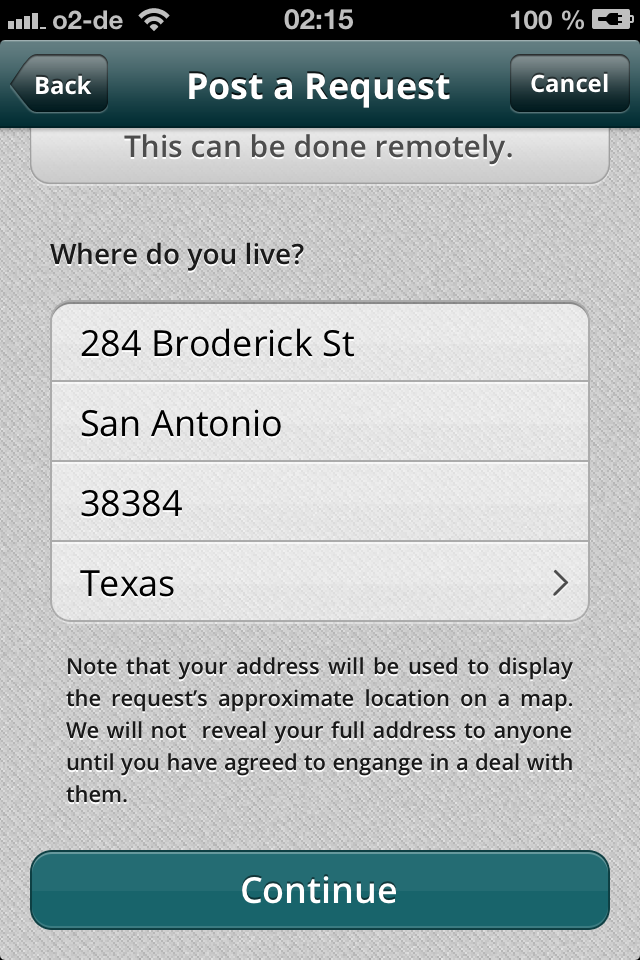 o2-de 02:15 100 %
Back Post a Request Cancel
This can be done remotely.
Where do you live?
284 Broderick St
San Antonio
38384
Texas
Note that your address will be used to display
the request’s approximate location on a map.
We will not reveal your full address to anyone
until you have agreed to engange in a deal with
them.
Continue